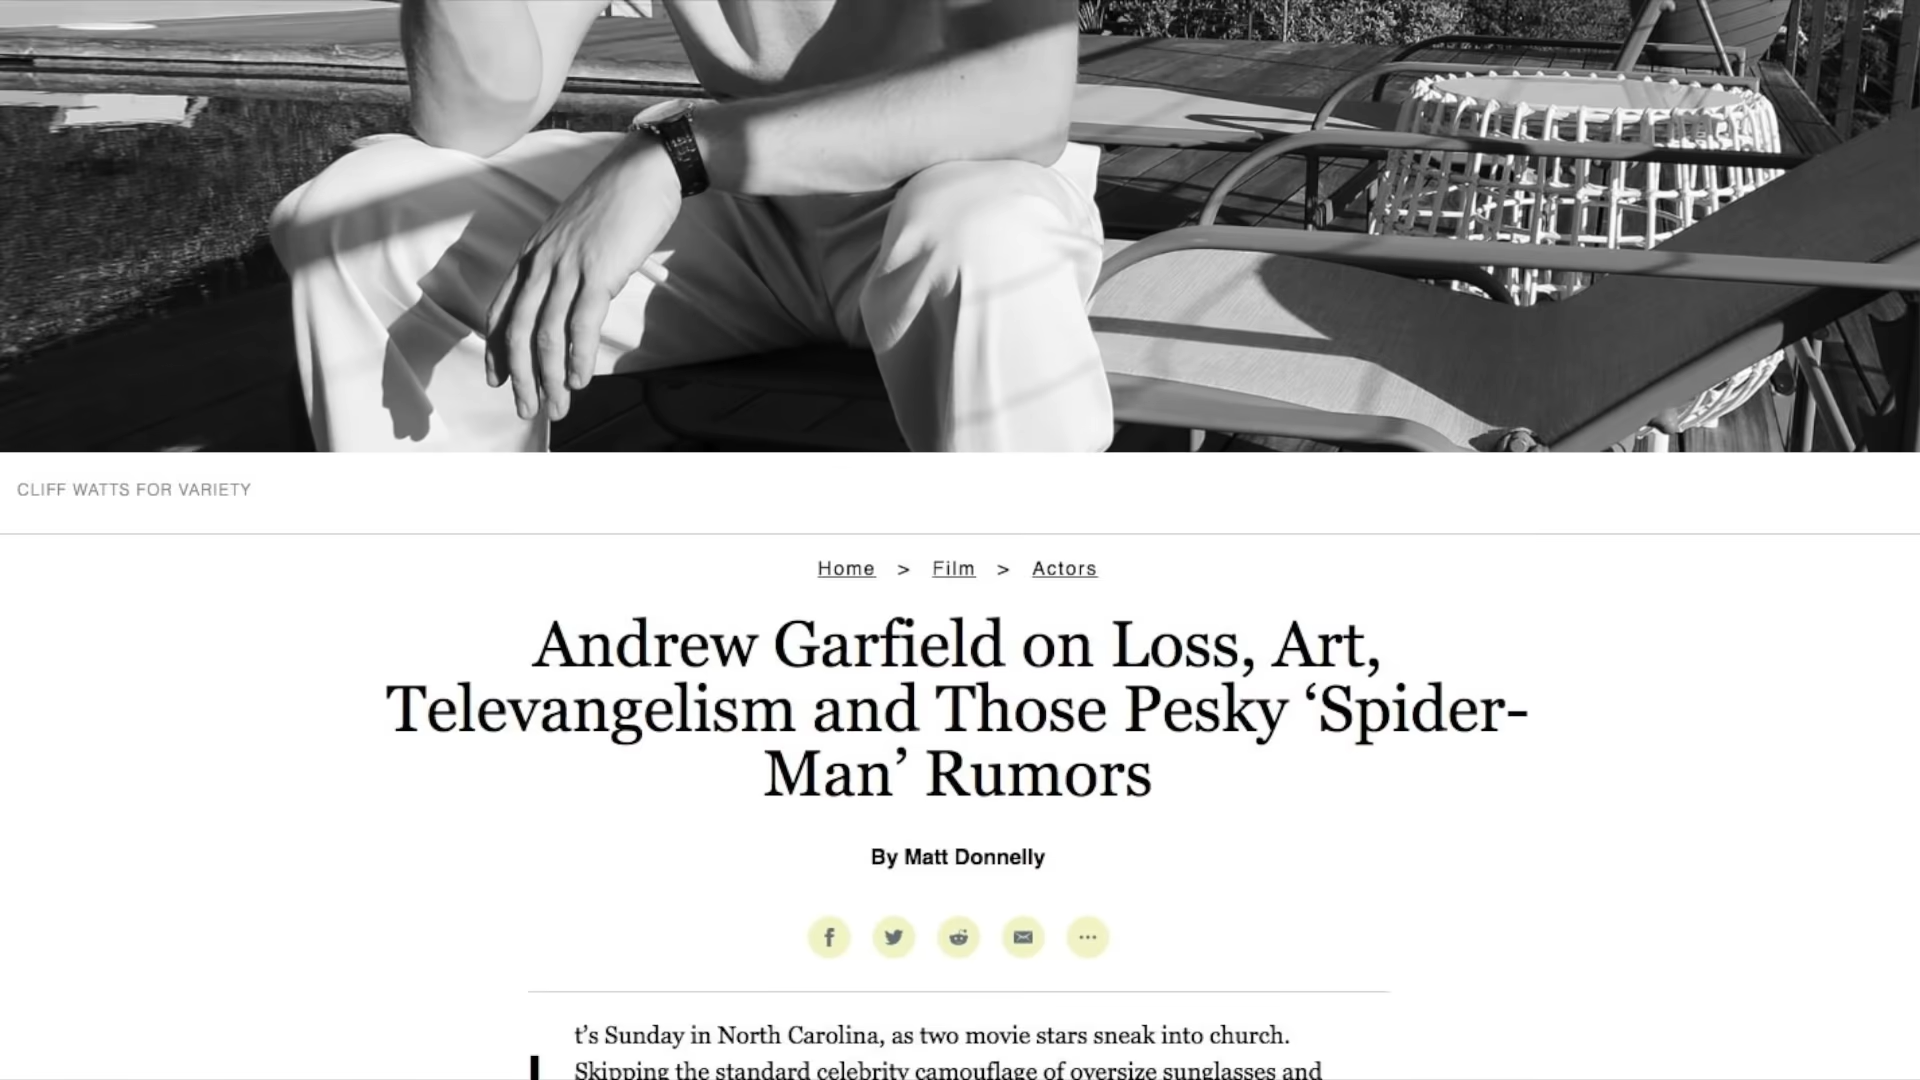 CLIFF WATTS FOR VARIETY
Home > Film > Actors
Andrew Garfield on Loss, Art,
Televangelism and Those Pesky ‘Spider-
Man’ Rumors
By Matt Donnelly
t’s Sunday in North Carolina, as two movie stars sneak into church.
Skipping the standard celebrity camouflage of oversize sunglasses and